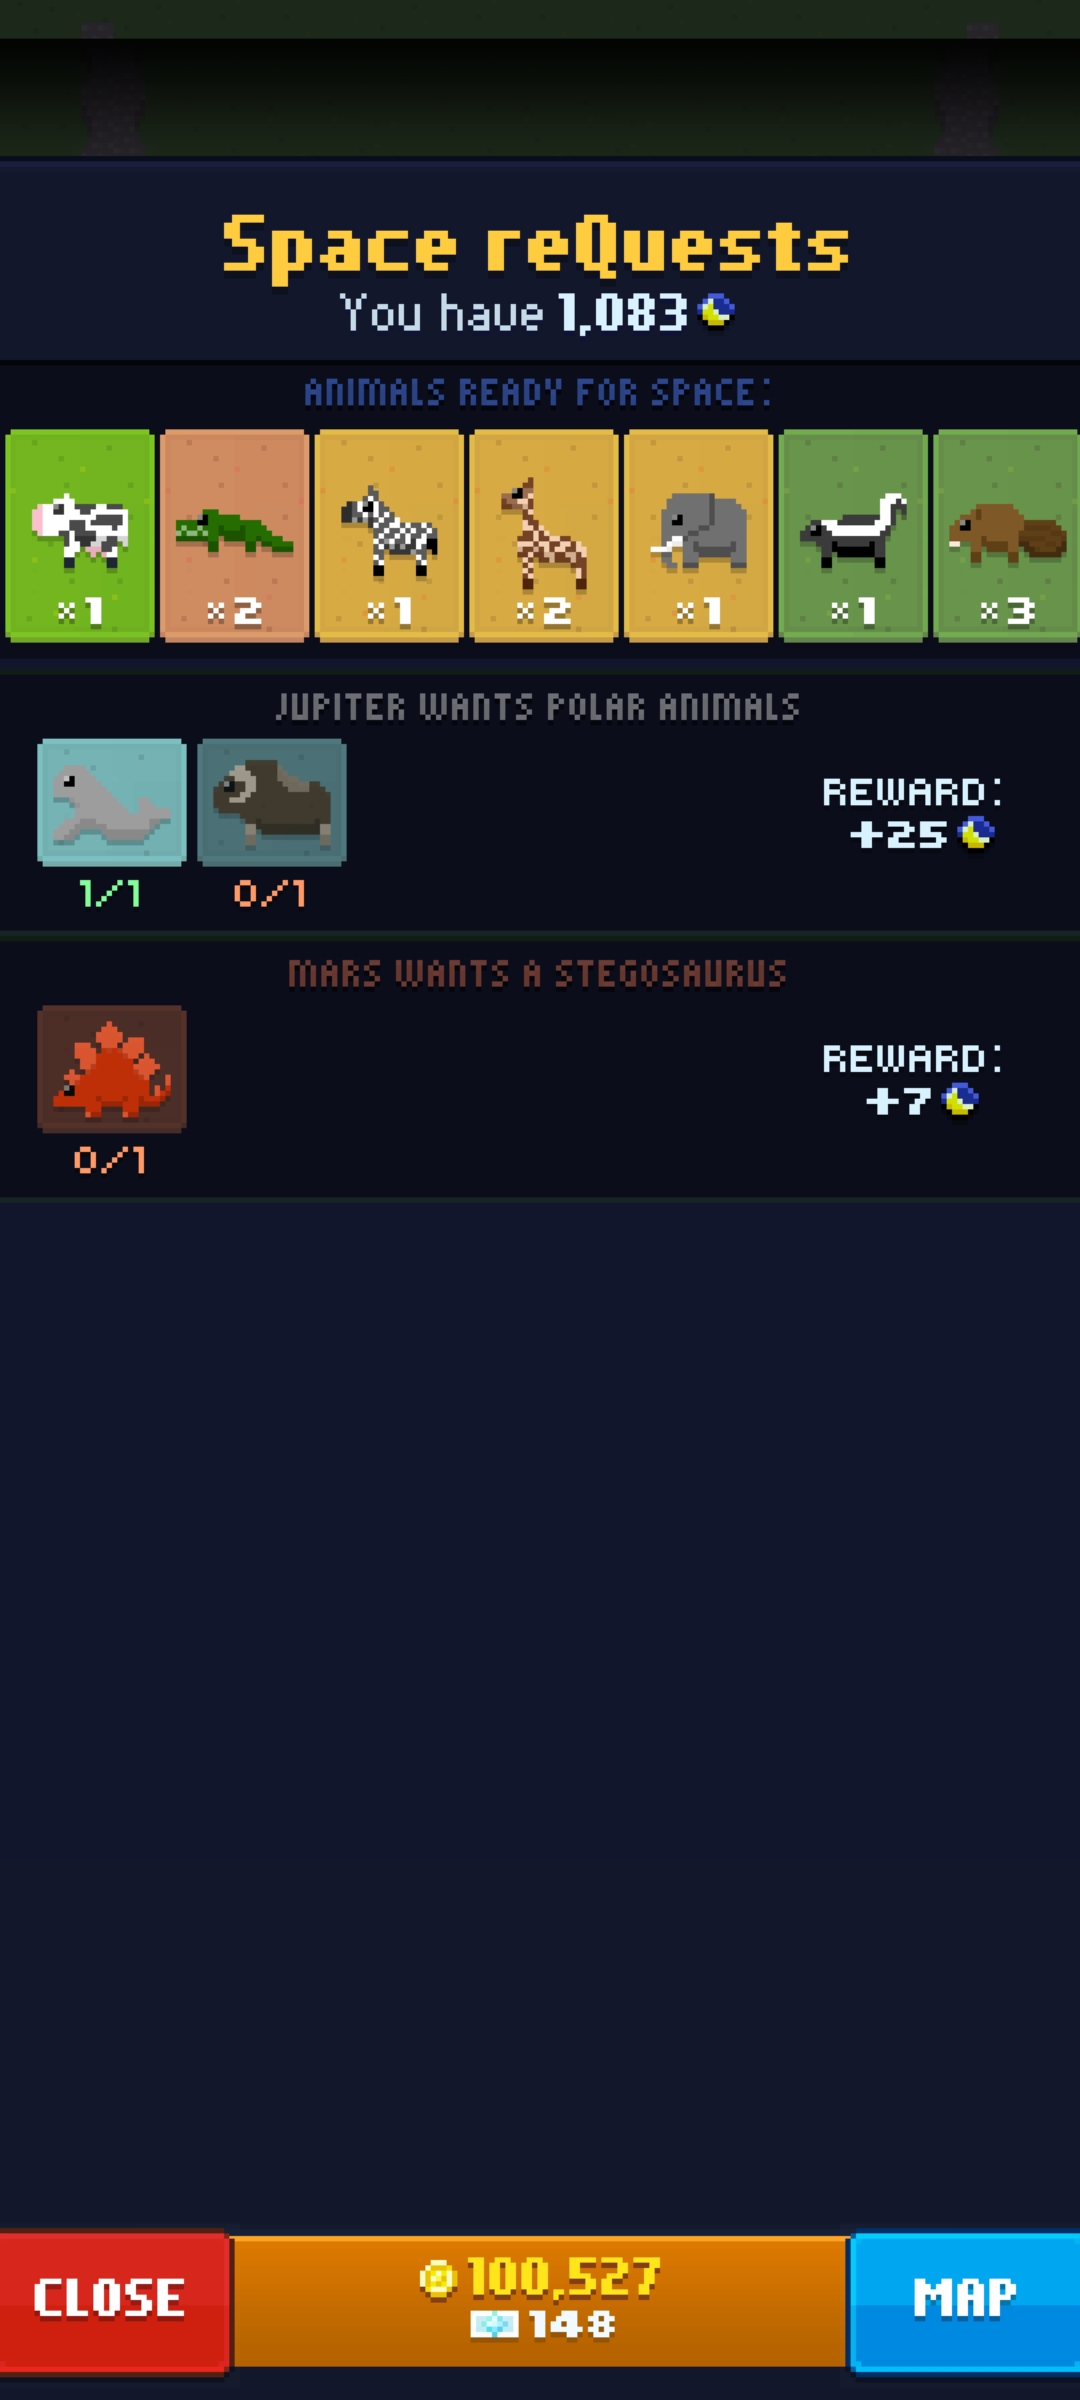 Space reQuests
You have 1,083
ANIMALS READY FOR SPACE:
×1 ×2 ×1 ×2 ×1 ×1 ×3
JUPITER WANTS POLAR ANIMALS
REWARD:
+25
1/1 0/1
MARS WANTS A STEGOSAURUS
REWARD:
+7
0/1
CLOSE
100,527
148
MAP